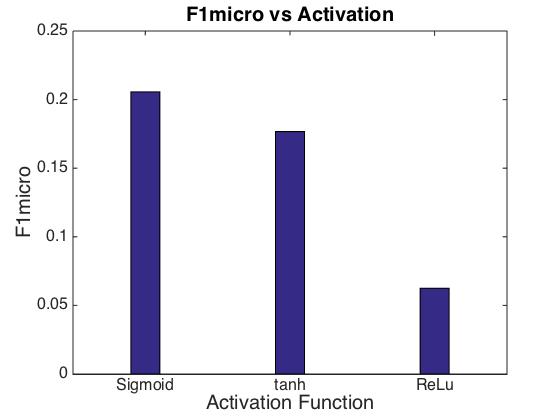 F1micro vs Activation
0.25
0.2
0.15
0.1
0.05
0
F1micro
Sigmoid tanh ReLu
Activation Function